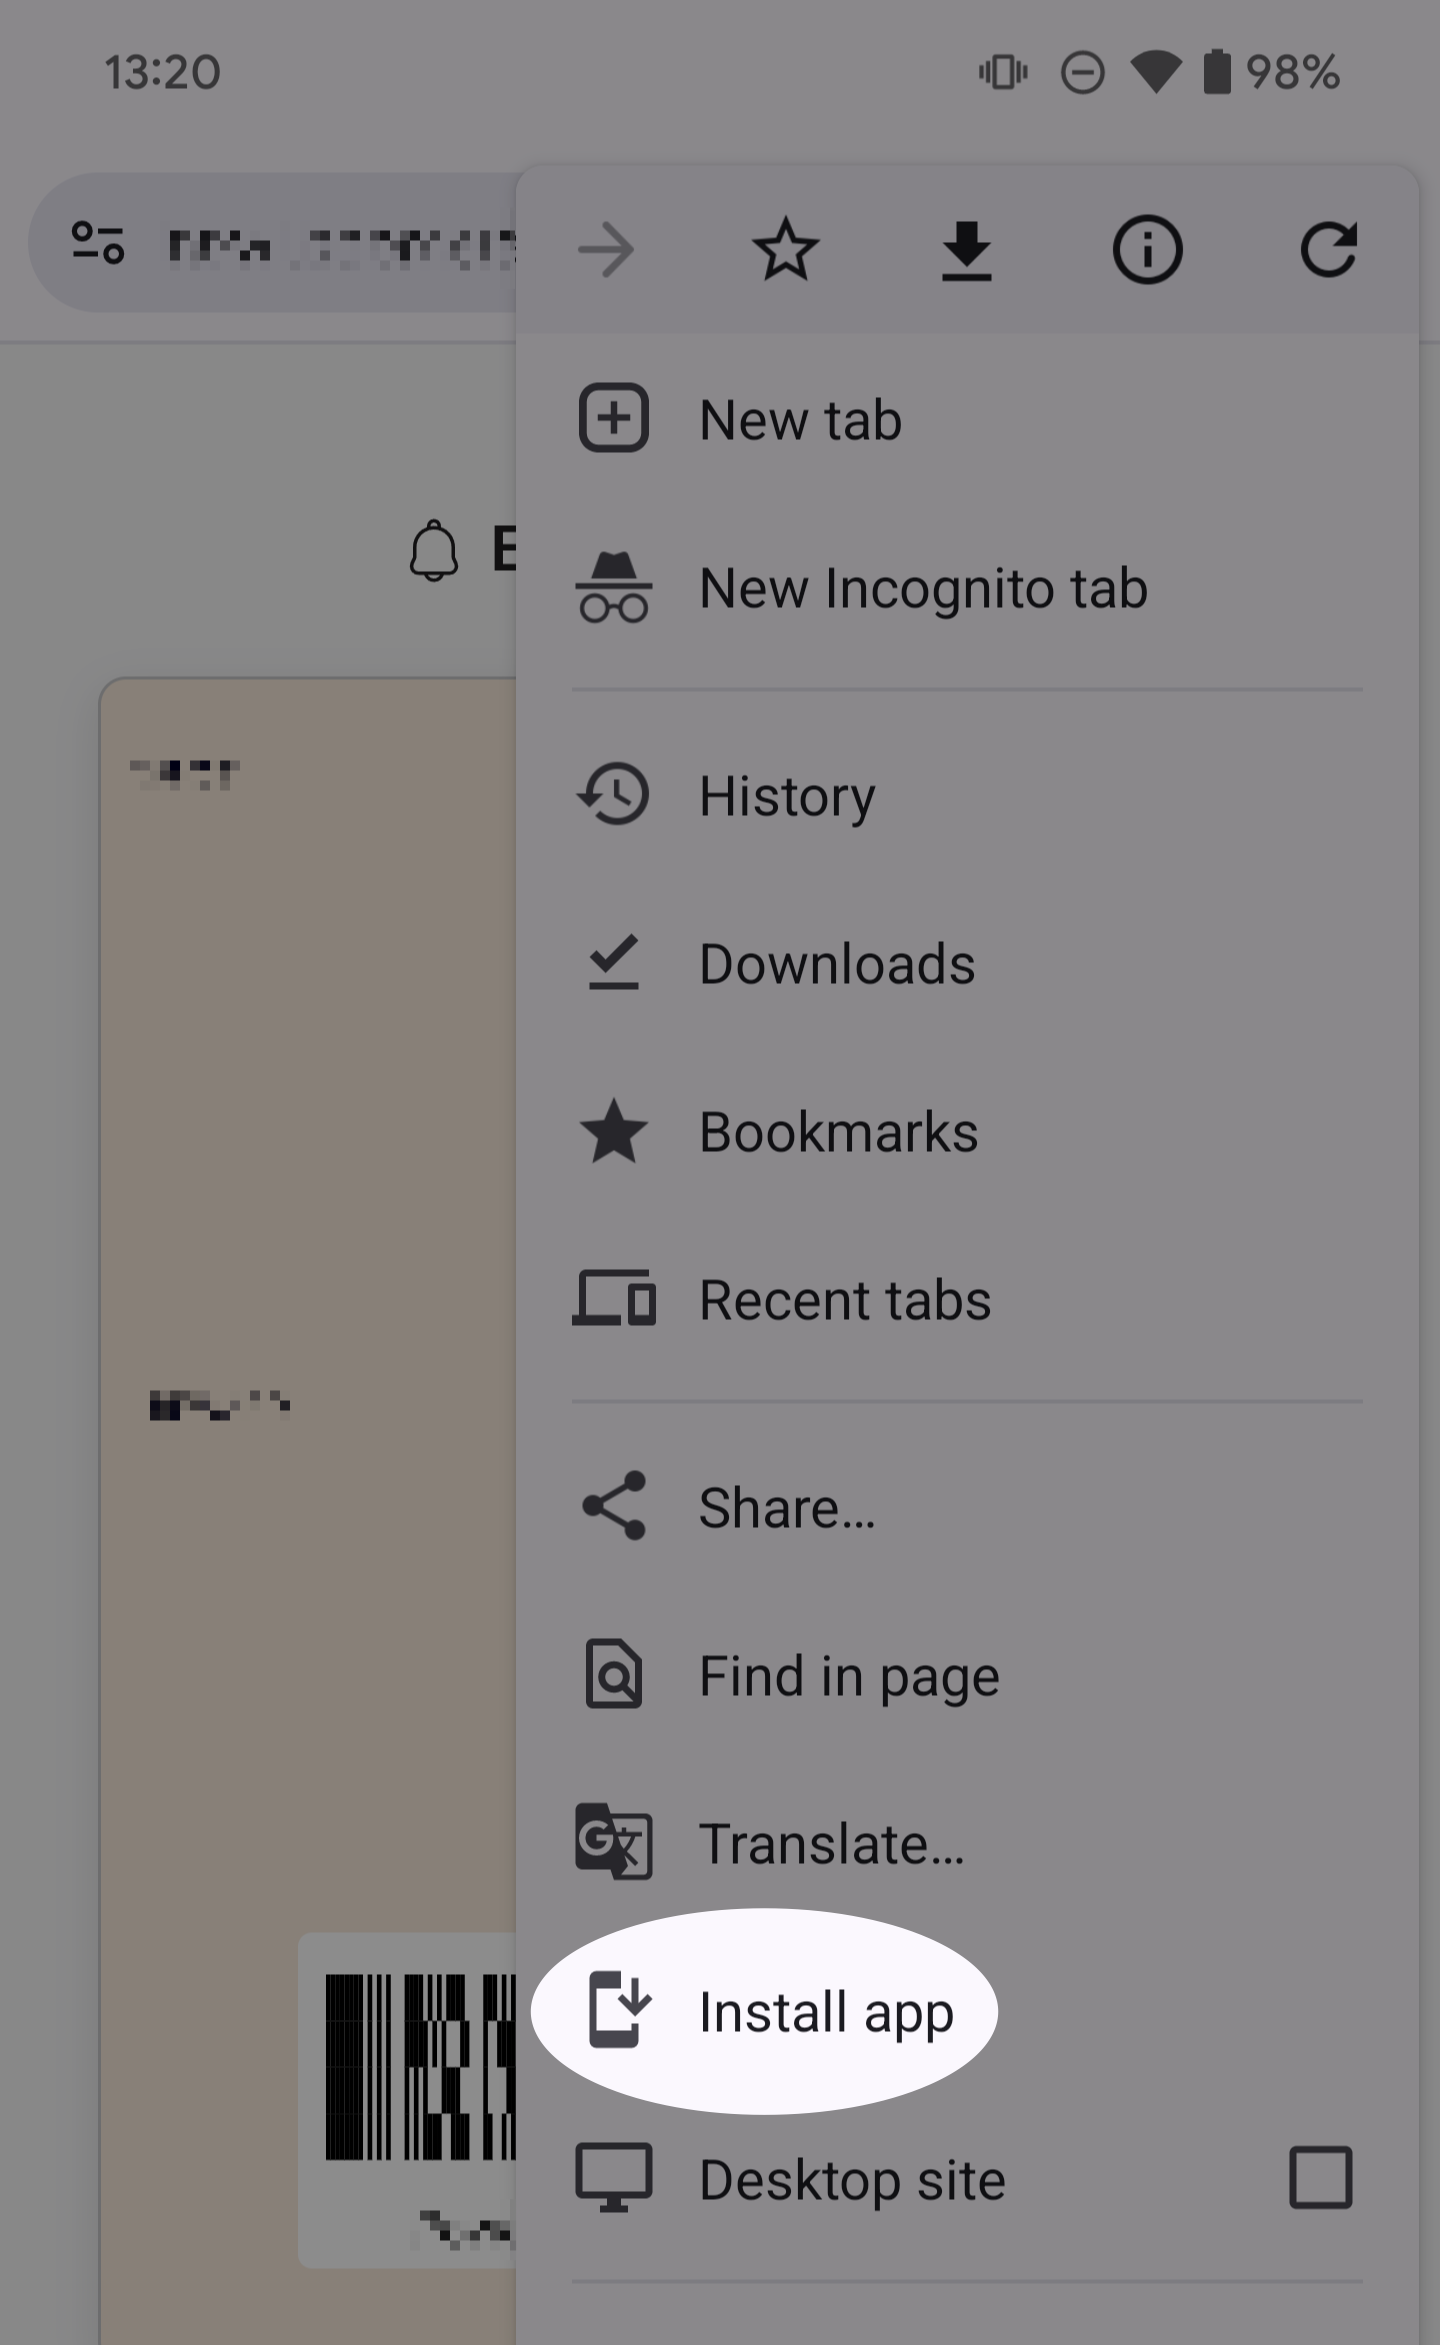 13:20
98%
New tab
New Incognito tab
History
Downloads
Bookmarks
Recent tabs
Share…
Find in page
Translate…
Install app
Desktop site